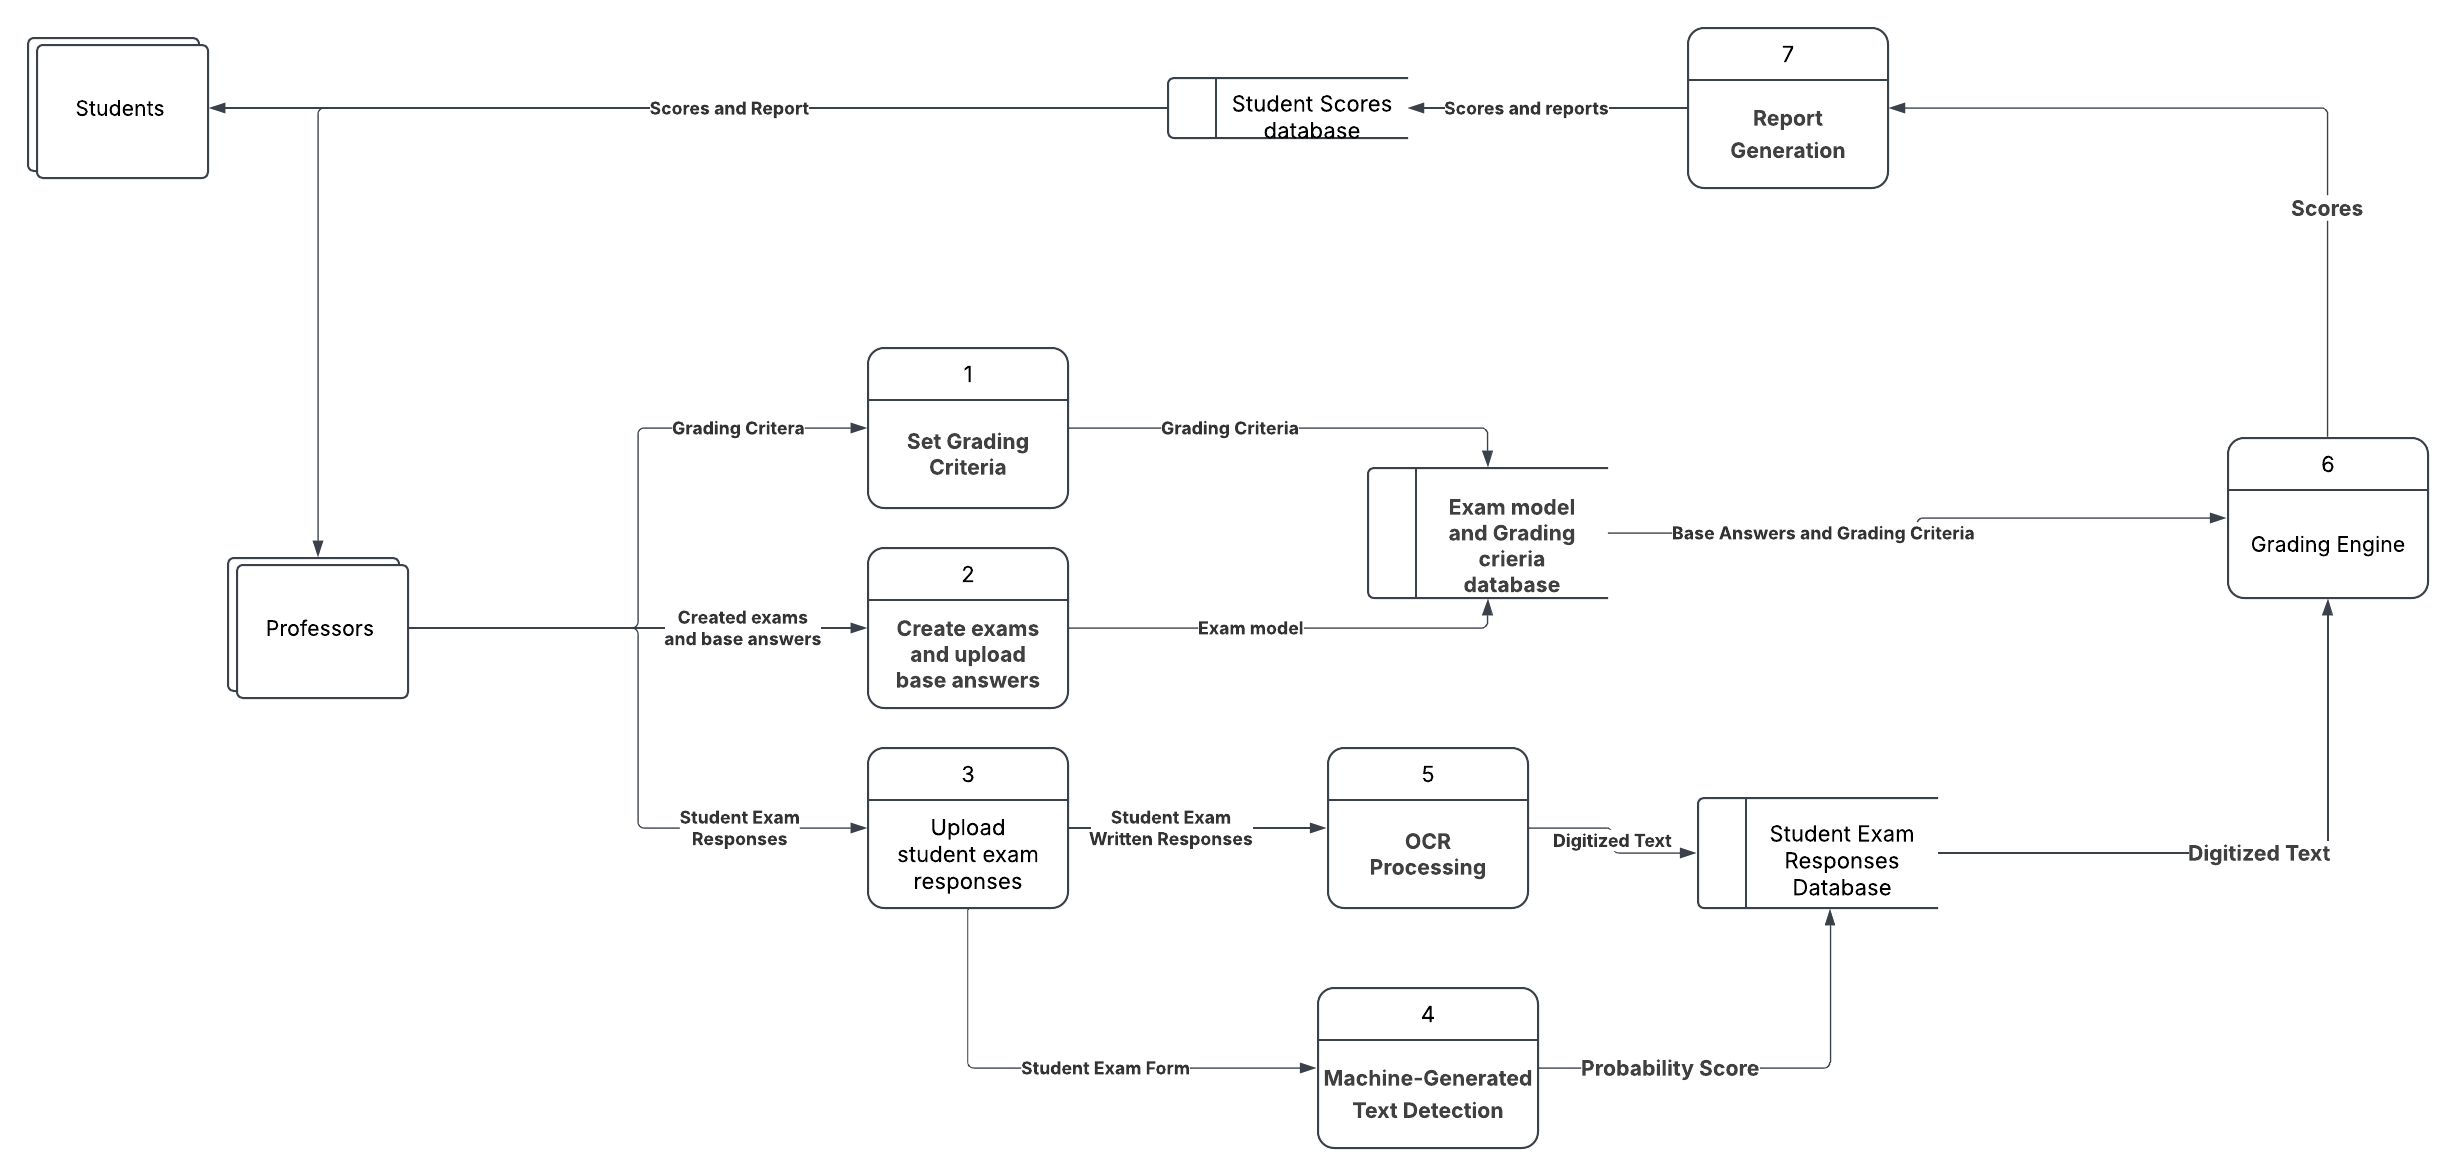 Students
Scores and Report
Student Scores
database
Scores and reports
7
Report
Generation
Scores
1
Grading Critera
Set Grading
Criteria
Grading Criteria
Exam model
and Grading
crieria
database
Base Answers and Grading Criteria
6
Grading Engine
Professors
2
Created exams
and base answers
Create exams
and upload
base answers
Exam model
3
Student Exam
Responses
Upload
student exam
responses
Student Exam
Written Responses
5
OCR
Processing
Digitized Text
Student Exam
Responses
Database
Digitized Text
Student Exam Form
4
Machine-Generated
Text Detection
Probability Score